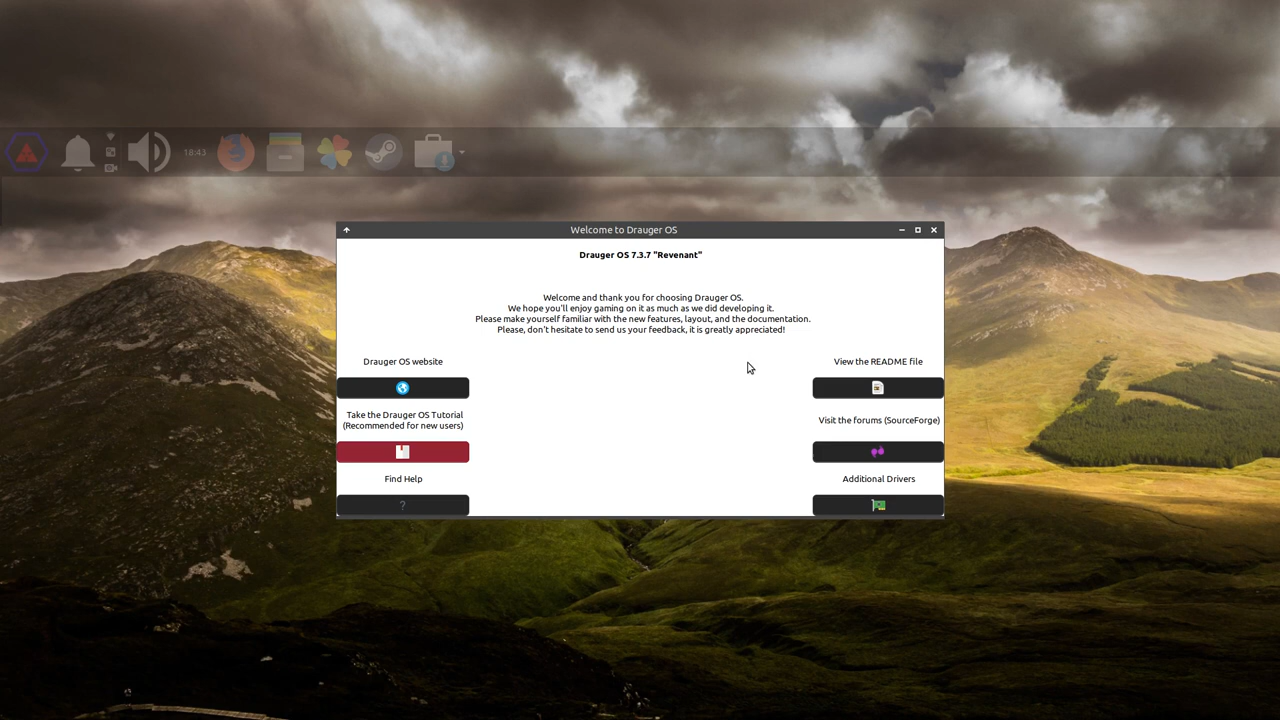 18:43
Welcome to Drauger OS
Drauger OS 7.3.7 "Revenant"
Welcome and thank you for choosing Drauger OS.
We hope you'll enjoy gaming on it as much as we did developing it.
Please make yourself familiar with the new features, layout, and the documentation.
Please, don't hesitate to send us your feedback, it is greatly appreciated!
Drauger OS website
View the README file
Take the Drauger OS Tutorial
(Recommended for new users)
Visit the forums (SourceForge)
Find Help
Additional Drivers
?